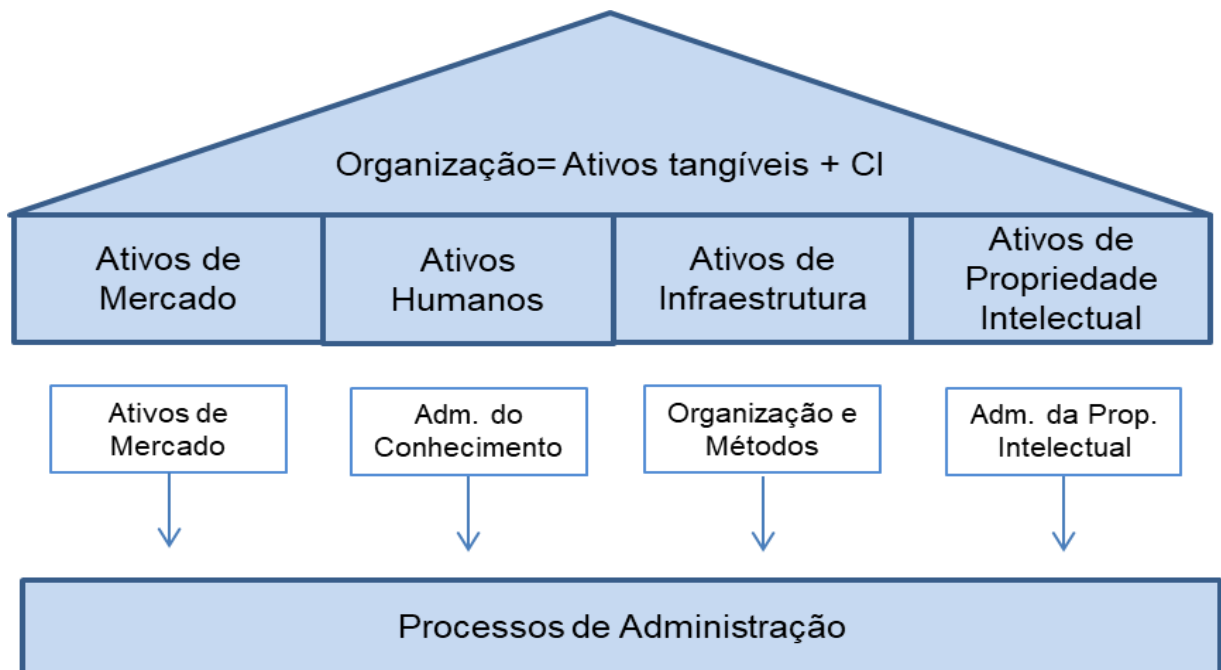 Organização= Ativos tangíveis + CI
Ativos de
Mercado
Ativos
Humanos
Ativos de
Infraestrutura
Ativos de
Propriedade
Intelectual
Ativos de
Mercado
Adm. do
Conhecimento
Organização e
Métodos
Adm. da Prop.
Intelectual
Processos de Administração